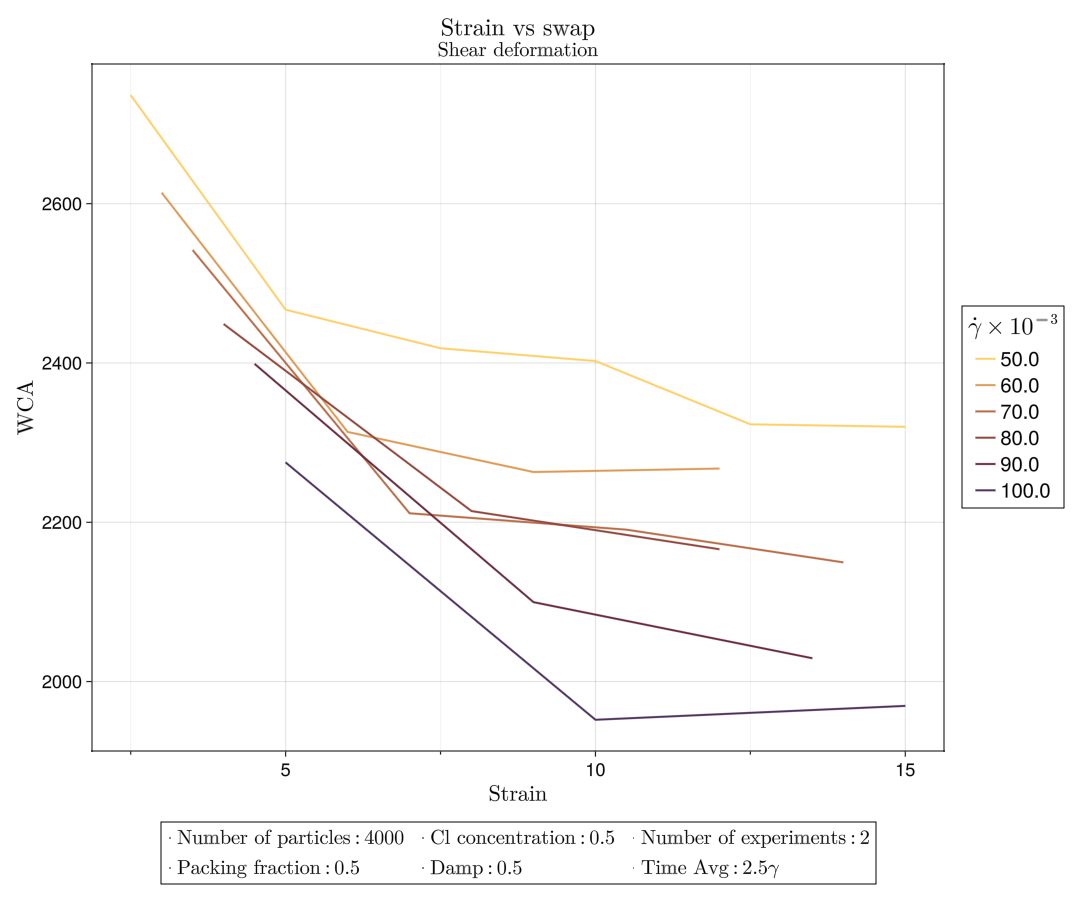 Strain vs swap
Shear deformation
2600
2400
2200
2000
WCA
5 10 15
Strain
γ̇ × 10⁻³
50.0
60.0
70.0
80.0
90.0
100.0
· Number of particles : 4000 · Cl concentration : 0.5 · Number of experiments : 2
· Packing fraction : 0.5 · Damp : 0.5 · Time Avg : 2.5γ